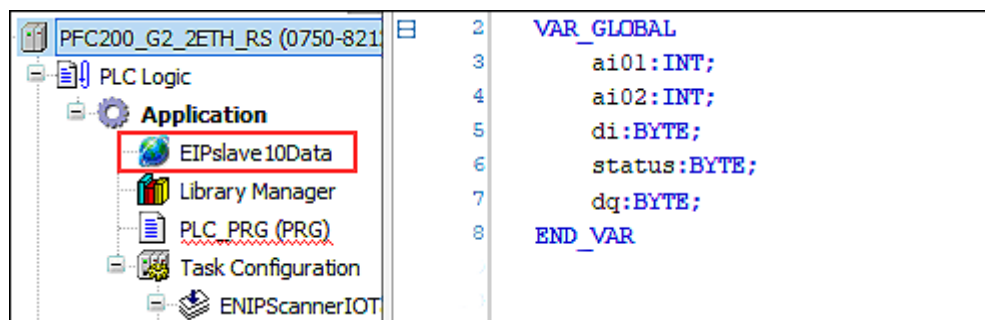 PFC200_G2_2ETH_RS (0750-821
PLC Logic
Application
EIPslave10Data
Library Manager
PLC_PRG (PRG)
Task Configuration
ENIPScannerIOT
2 VAR_GLOBAL
3 ai01:INT;
4 ai02:INT;
5 di:BYTE;
6 status:BYTE;
7 dq:BYTE;
8 END_VAR